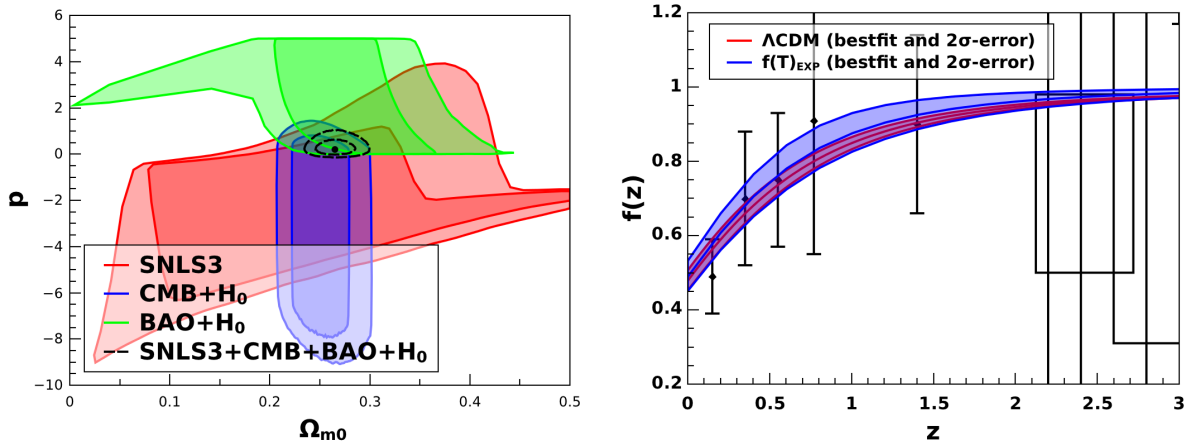 6
4
2
0
−2
−4
−6
−8
−10
p
SNLS3
CMB+H₀
BAO+H₀
SNLS3+CMB+BAO+H₀
0 0.1 0.2 0.3 0.4 0.5
Ωₘ₀
1.2
1
0.8
0.6
0.4
0.2
f(z)
ΛCDM (bestfit and 2σ-error)
f(T)EXP (bestfit and 2σ-error)
0 0.5 1 1.5 2 2.5 3
z